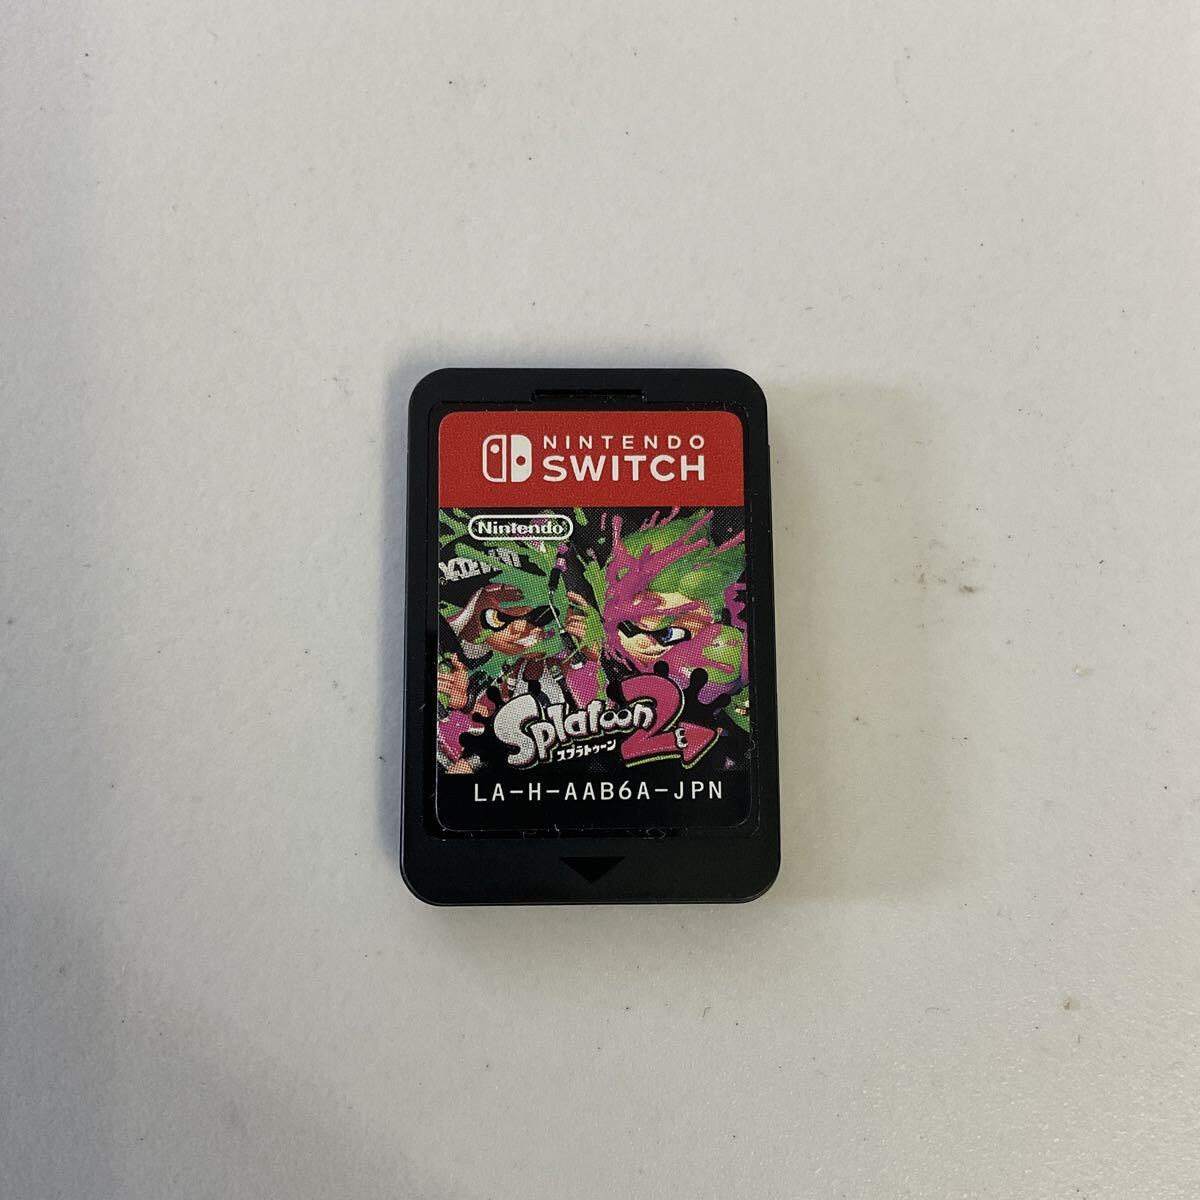 NINTENDO
SWITCH
Nintendo
Splatoon 2
スプラトゥーン
LA-H-AAB6A-JPN